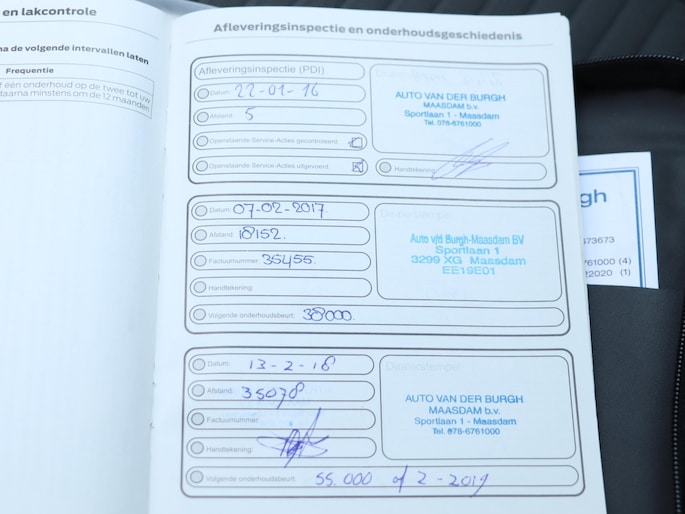 en lakcontrole
na de volgende intervallen laten
Frequentie
f één onderhoud op de twee tot uw
daarna minstens om de 12 maanden
Afleveringsinspectie en onderhoudsgeschiedenis
Afleveringsinspectie (PDI)
Datum: 22-01-16
Afstand: 5
Openstaande Service-Acties gecontroleerd:
Openstaande Service-Acties uitgevoerd:
AUTO VAN DER BURGH
MAASDAM b.v.
Sportlaan 1 - Maasdam
Tel. 078-6761000
Handtekening:
Datum: 07-02-2017
Afstand: 18152
Factuurnummer: 35455
Handtekening:
Volgende onderhoudsbeurt: 38000
Auto v/d Burgh-Maasdam BV
Sportlaan 1
3299 XG Maasdam
EE19E01
Datum: 13-2-18
Afstand: 35078
Factuurnummer:
Handtekening:
Volgende onderhoudsbeurt: 55.000 of 2-2019
Dealerstempel
AUTO VAN DER BURGH
MAASDAM b.v.
Sportlaan 1 - Maasdam
Tel. 078-6761000
gh
673673
761000 (4)
2020 (1)